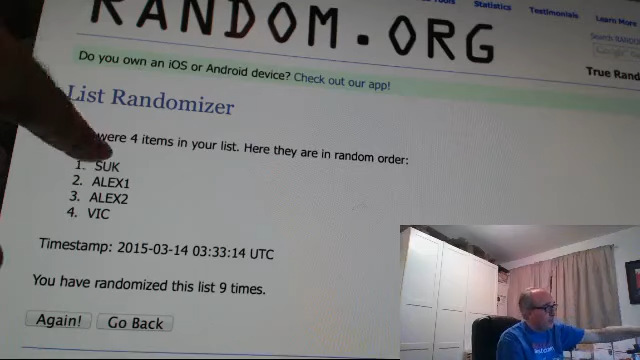 Tools Statistics Testimonials Learn More
RANDOM.ORG
Search RANDO
True Rand
Do you own an iOS or Android device? Check out our app!
List Randomizer
were 4 items in your list. Here they are in random order:
1. SUK
2. ALEX1
3. ALEX2
4. VIC
Timestamp: 2015-03-14 03:33:14 UTC
You have randomized this list 9 times.
Again! Go Back